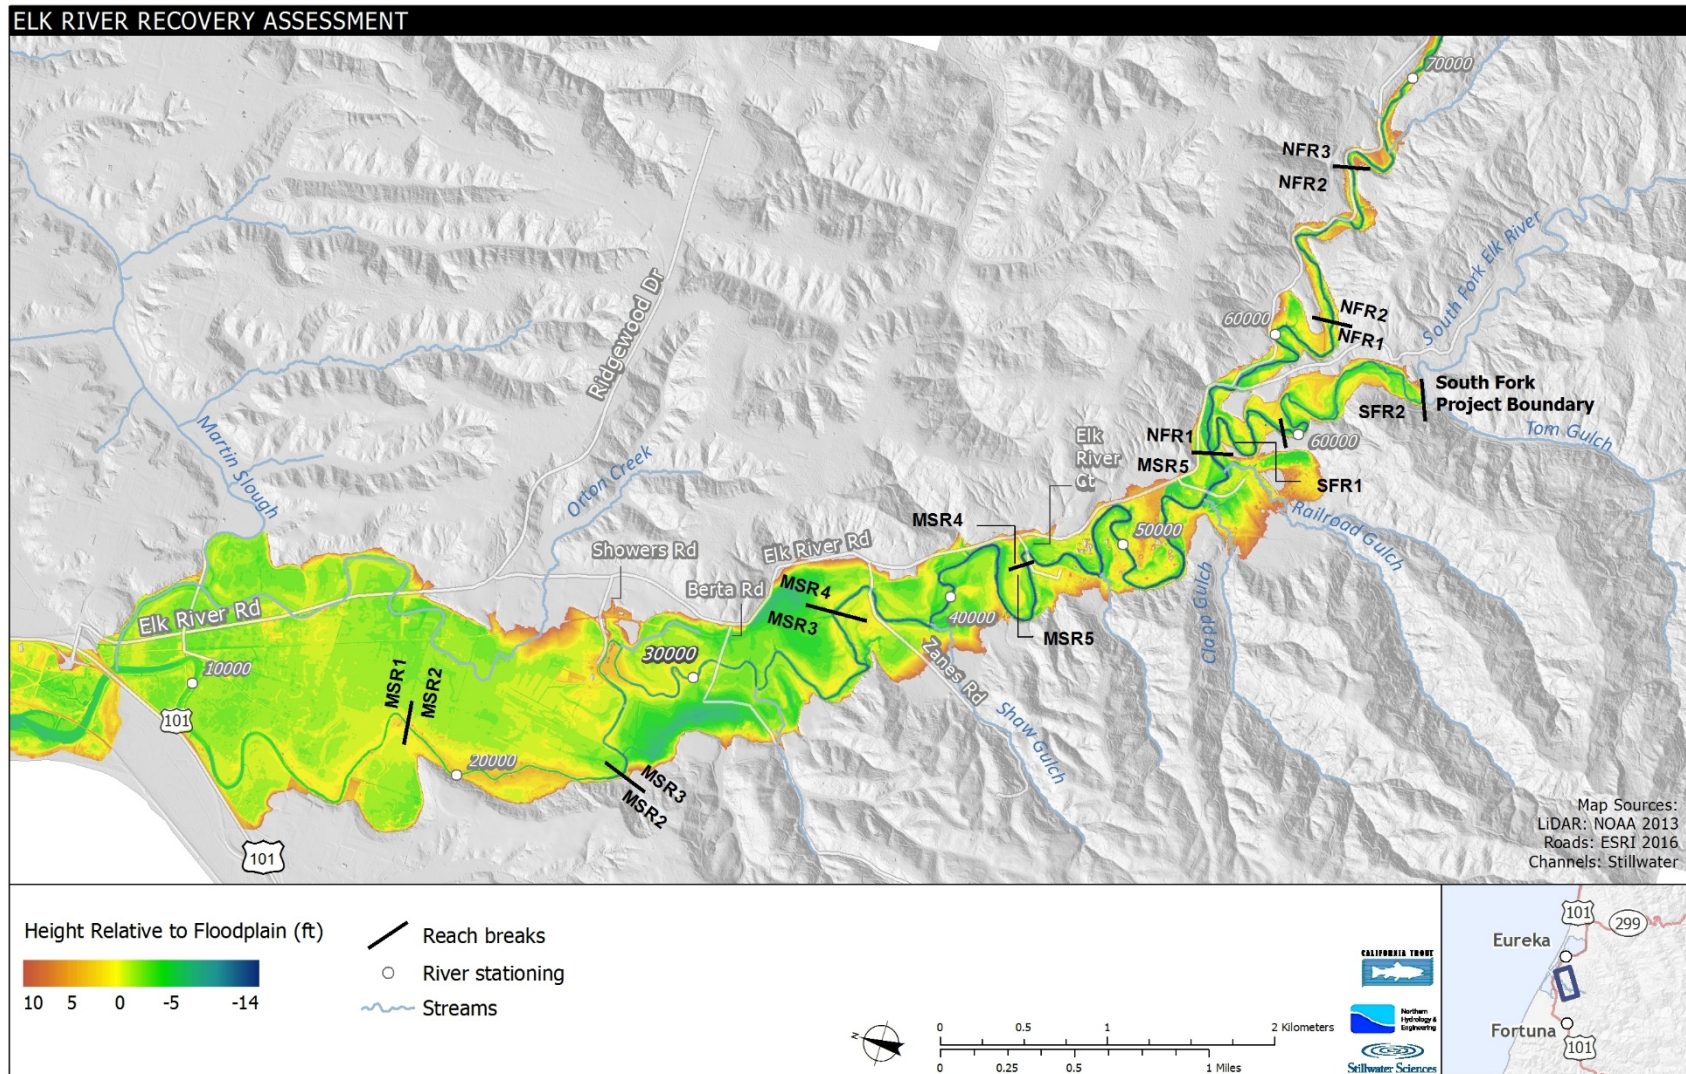 ELK RIVER RECOVERY ASSESSMENT
70000
NFR3
NFR2
South Fork Elk River
NFR2
NFR1
60000
South Fork
Project Boundary
SFR2
Tom Gulch
60000
NFR1
MSR5
SFR1
Railroad Gulch
Ridgewood Dr
Martin Slough
Orton Creek
Elk
River
Ct
MSR4
50000
Clapp Gulch
Showers Rd
Elk River Rd
Berta Rd
MSR4
MSR3
40000
MSR5
Zanes Rd
Shaw Gulch
Elk River Rd
10000
30000
MSR1
MSR2
101
20000
MSR3
MSR2
101
Map Sources:
LiDAR: NOAA 2013
Roads: ESRI 2016
Channels: Stillwater
Height Relative to Floodplain (ft)
10 5 0 -5 -14
Reach breaks
River stationing
Streams
N
0 0.5 1 2 Kilometers
0 0.25 0.5 1 Miles
CALIFORNIA TROUT
Northern
Hydrology &
Engineering
Stillwater Sciences
101
299
Eureka
Fortuna
101